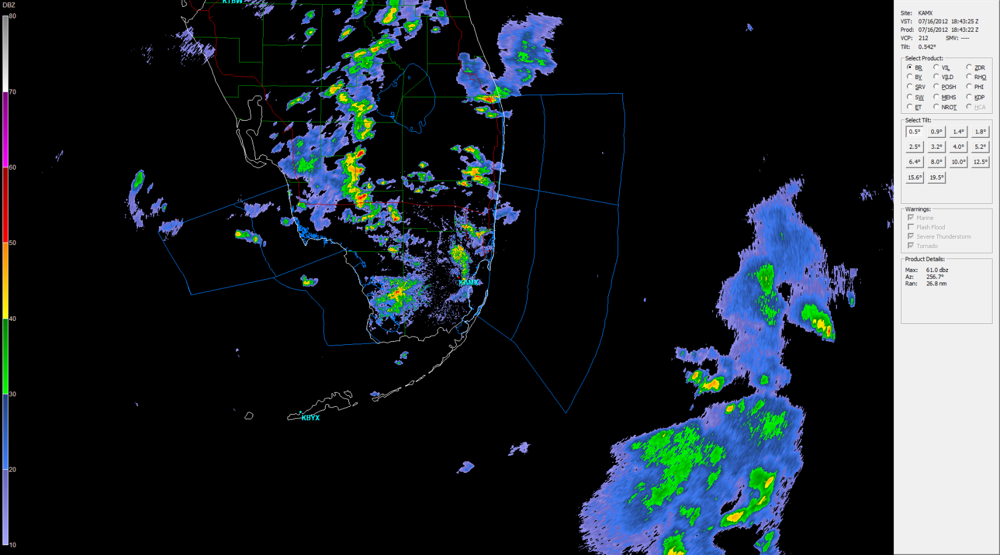 DBZ
80
70
60
50
40
30
20
10
KTBW
KAMX
KBYX
Site: KAMX
VST: 07/16/2012 18:43:25 Z
Prod: 07/16/2012 18:43:22 Z
VCP: 212 SMV: ----
Tilt: 0.542°
Select Product:
BR VIL ZDR
BV VILD RHO
SRV POSH PHI
SW MEHS KDP
ET NROT HCA
Select Tilt:
0.5° 0.9° 1.4° 1.8°
2.5° 3.2° 4.0° 5.2°
6.4° 8.0° 10.0° 12.5°
15.6° 19.5°
Warnings:
Marine
Flash Flood
Severe Thunderstorm
Tornado
Product Details:
Max: 61.0 dbz
Az: 256.7°
Ran: 26.8 nm